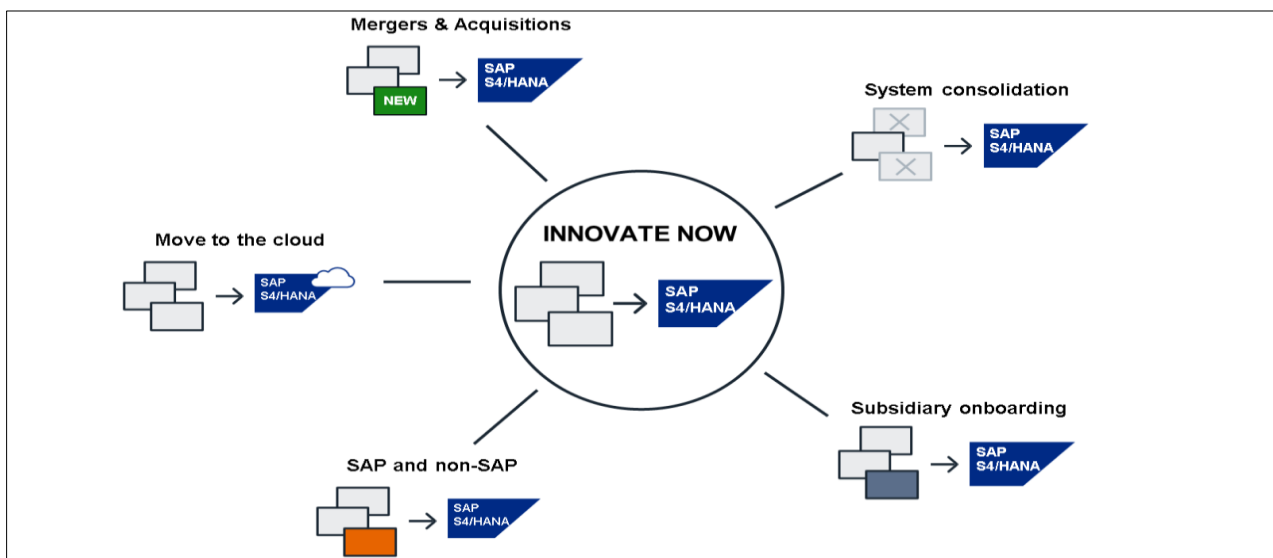 Mergers & Acquisitions
NEW
SAP
S4/HANA
System consolidation
SAP
S4/HANA
Move to the cloud
SAP
S4/HANA
INNOVATE NOW
SAP
S4/HANA
SAP and non-SAP
SAP
S4/HANA
Subsidiary onboarding
SAP
S4/HANA